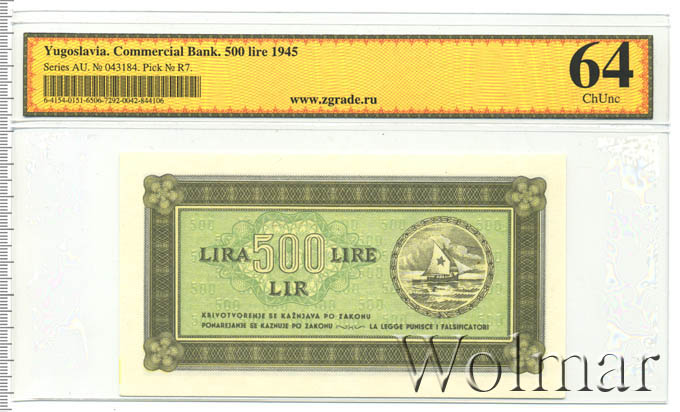 Yugoslavia. Commercial Bank. 500 lire 1945
Series AU. № 043184. Pick № R7.
6-4154-0151-6506-7292-0042-844106
www.zgrade.ru
64
ChUnc
LIRA 500 LIRE
LIR
KRIVOTVORENJE SE KAŽNJAVA PO ZAKONU
PONAREJANJE SE KAZNUJE PO ZAKONU LA LEGGE PUNISCE I FALSIFICATORI
Wolmar